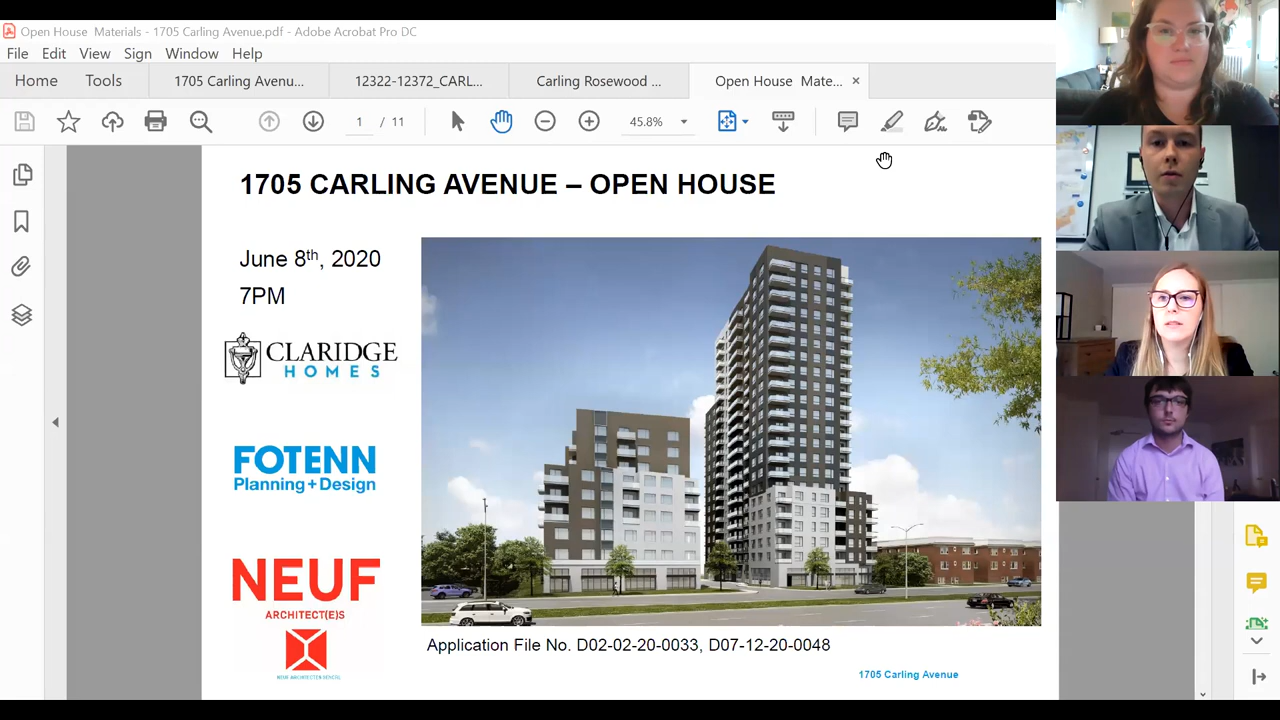 Open House Materials - 1705 Carling Avenue.pdf - Adobe Acrobat Pro DC
File Edit View Sign Window Help
Home Tools 1705 Carling Avenu... 12322-12372_CARL... Carling Rosewood ... Open House Mate... ×
1 / 11 45.8%
1705 CARLING AVENUE – OPEN HOUSE
June 8th, 2020
7PM
CLARIDGE
HOMES
FOTENN
Planning + Design
NEUF
ARCHITECT(E)S
Application File No. D02-02-20-0033, D07-12-20-0048
1705 Carling Avenue